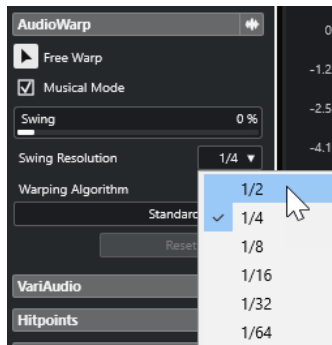 AudioWarp
Free Warp
Musical Mode
Swing 0 %
Swing Resolution 1/4
Warping Algorithm
Standard
Reset
VariAudio
Hitpoints
1/2
1/4
1/8
1/16
1/32
1/64
0
-1.2
-2.5
-4.1